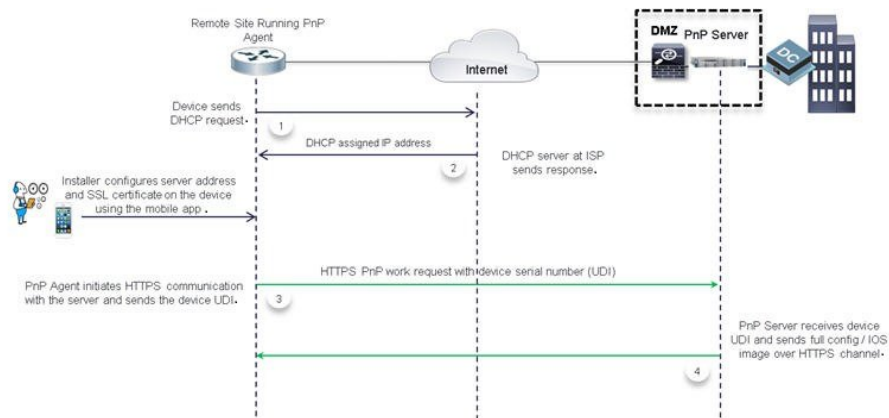 Remote Site Running PnP
Agent
DMZ
PnP Server
DC
Internet
Device sends
DHCP request.
1
DHCP assigned IP address
2
DHCP server at ISP
sends response.
Installer configures server address
and SSL certificate on the device
using the mobile app .
HTTPS PnP work request with device serial number (UDI)
PnP Agent initiates HTTPS communication
with the server and sends the device UDI.
3
PnP Server receives device
UDI and sends full config / IOS
image over HTTPS channel.
4